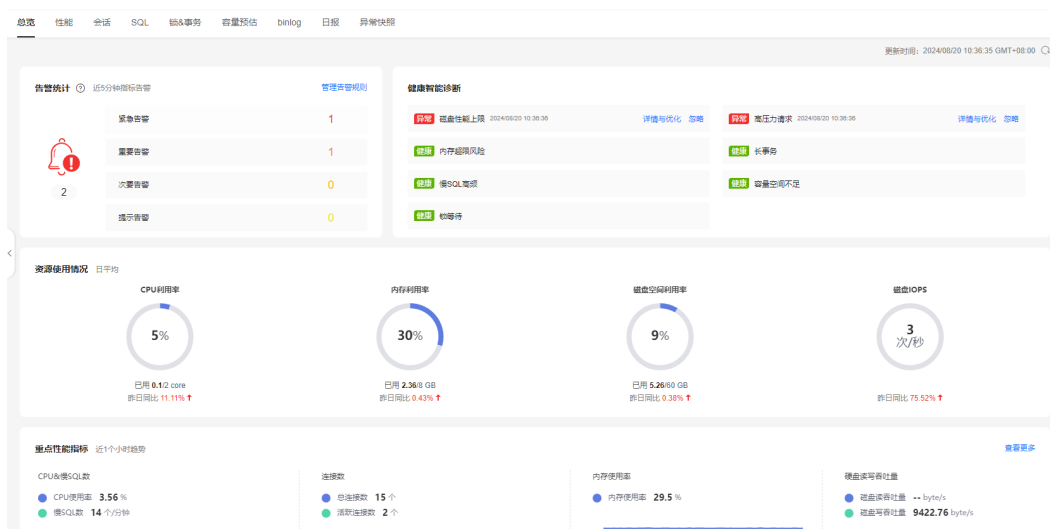 总览 性能 会话 SQL 锁&事务 容量预估 binlog 日报 异常快照
更新时间：2024/08/20 10:36:35 GMT+08:00
告警统计 近5分钟指标告警 管理告警规则
紧急告警 1
重要告警 1
次要告警 0
提示告警 0
2
健康智能诊断
异常 磁盘性能上限 2024/08/20 10:36:36 详情与优化 忽略
异常 高压力请求 2024/08/20 10:36:36 详情与优化 忽略
健康 内存超限风险
健康 长事务
健康 慢SQL高频
健康 容量空间不足
健康 锁等待
资源使用情况 日平均
CPU利用率 内存利用率 磁盘空间利用率 磁盘IOPS
5% 30% 9% 3
次/秒
已用 0.1/2 core 已用 2.36/8 GB 已用 5.26/60 GB
昨日同比 11.11% ↑ 昨日同比 0.43% ↑ 昨日同比 0.38% ↑ 昨日同比 75.52% ↑
重点性能指标 近1个小时趋势 查看更多
CPU&慢SQL数 连接数 内存使用率 硬盘读写吞吐量
CPU使用率 3.56 % 总连接数 15 个 内存使用率 29.5 % 磁盘读吞吐量 -- byte/s
慢SQL数 14 个/分钟 活跃连接数 2 个 磁盘写吞吐量 9422.76 byte/s